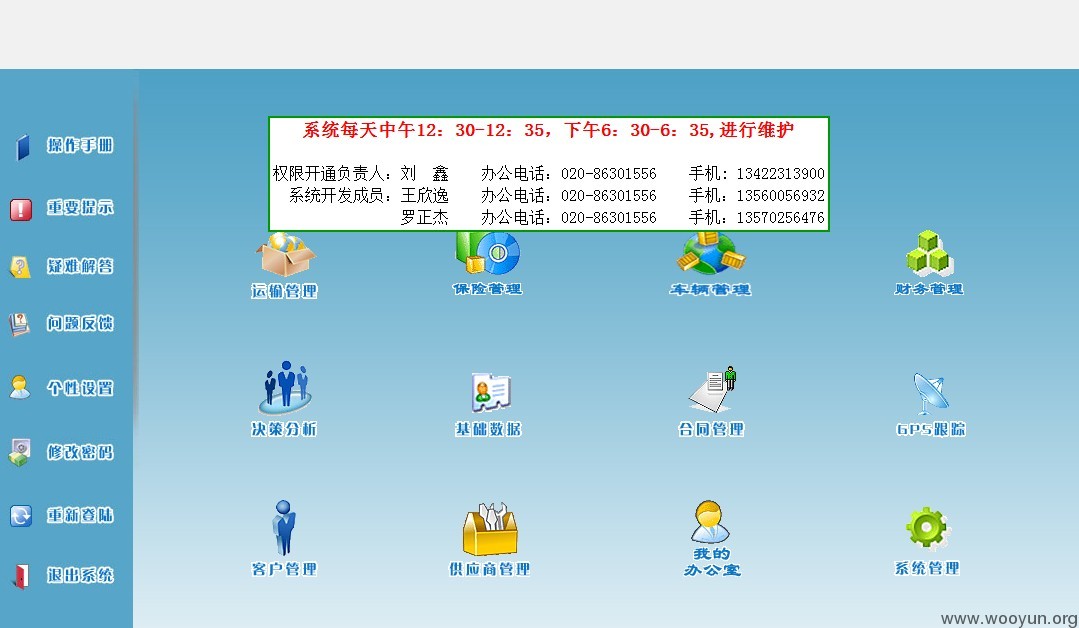 系统每天中午12：30-12：35，下午6：30-6：35,进行维护
权限开通负责人：刘　鑫　　办公电话：020-86301556　　手机：13422313900
系统开发成员：王欣逸　　办公电话：020-86301556　　手机：13560056932
罗正杰　　办公电话：020-86301556　　手机：13570256476
操作手册
重要提示
疑难解答
问题反馈
个性设置
修改密码
重新登陆
退出系统
运输管理　保险管理　车辆管理　财务管理
决策分析　基础数据　合同管理　GPS跟踪
客户管理　供应商管理　我的　系统管理
办公室
www.wooyun.org